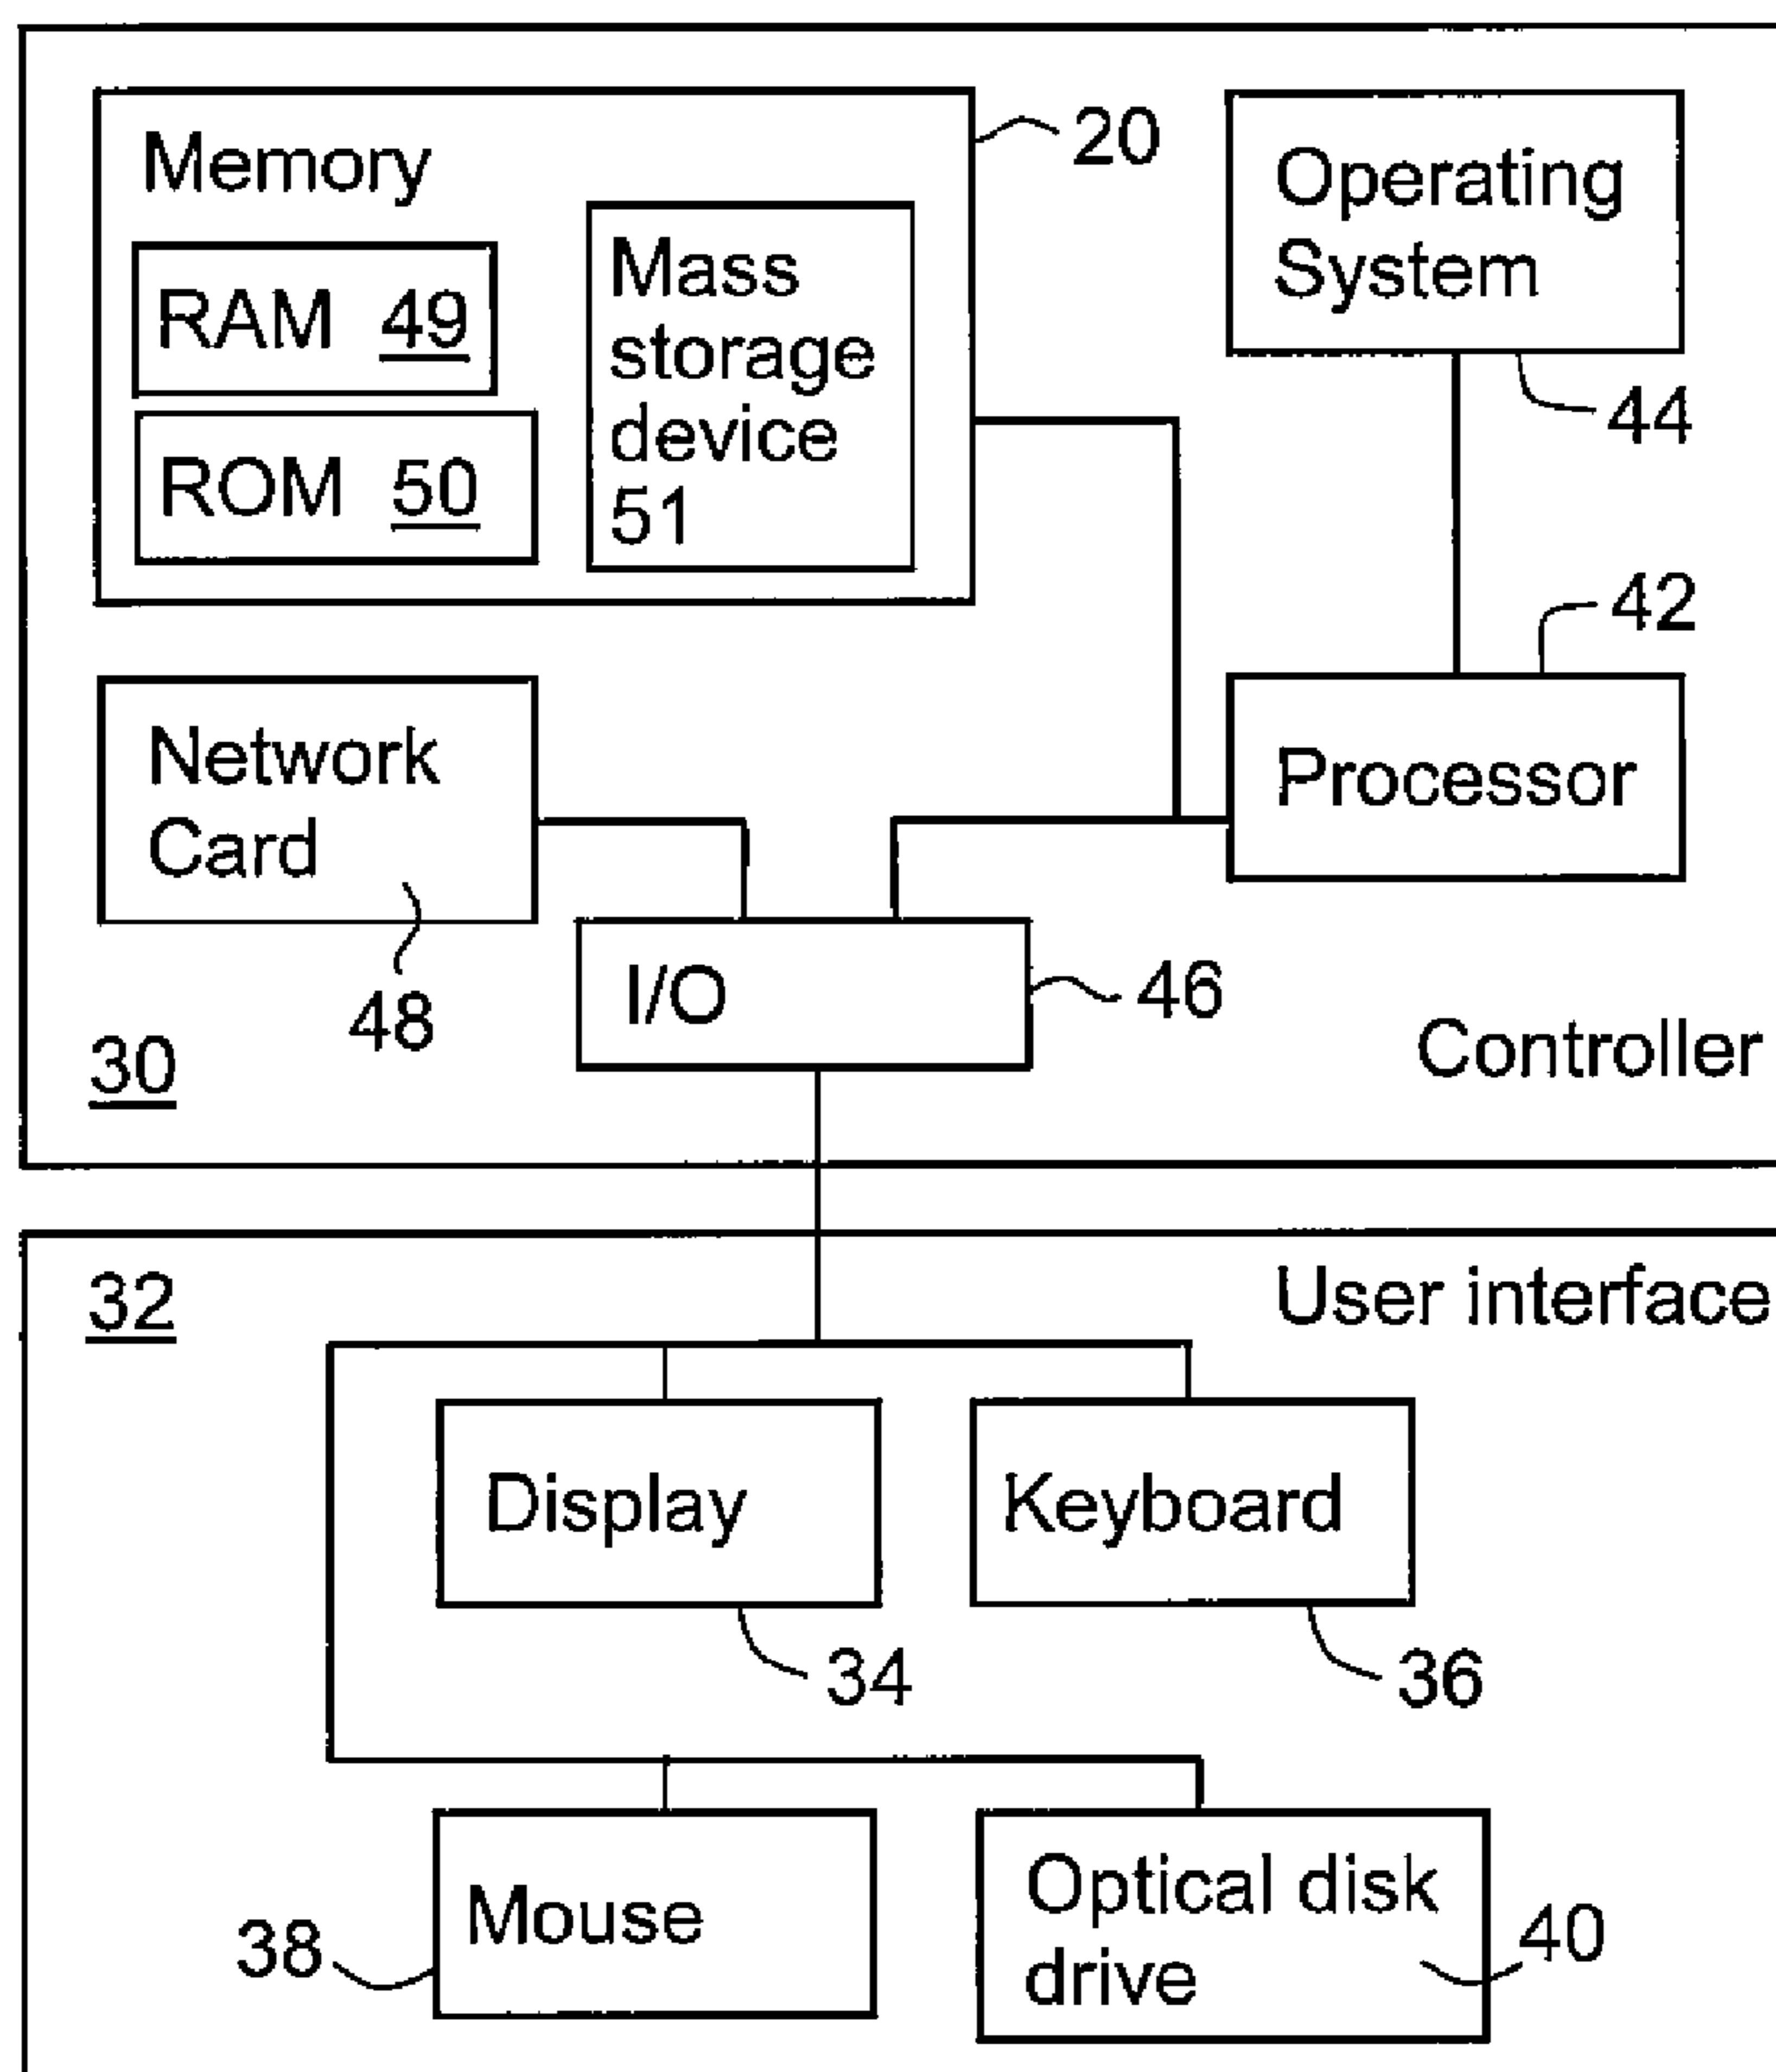 Memory
20
RAM 49
ROM 50
Mass
storage
device
51
Operating
System
44
42
Processor
Network
Card
48
I/O
46
30
Controller
32
User interface
Display
34
Keyboard
36
Mouse
38
Optical disk
drive
40